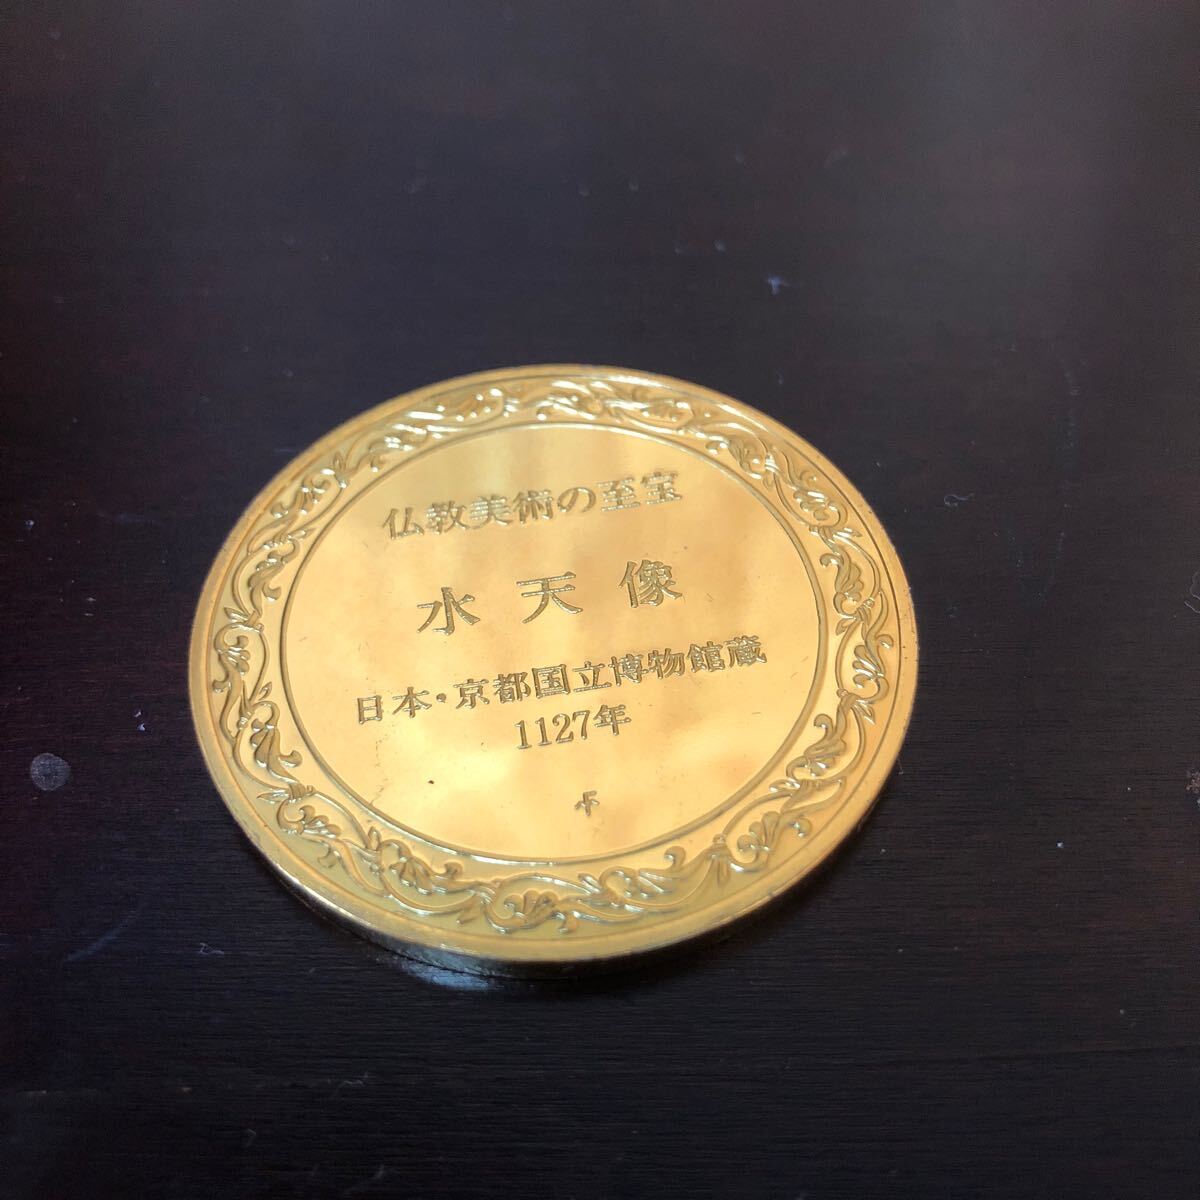 仏教美術の至宝
水天像
日本・京都国立博物館蔵
1127年